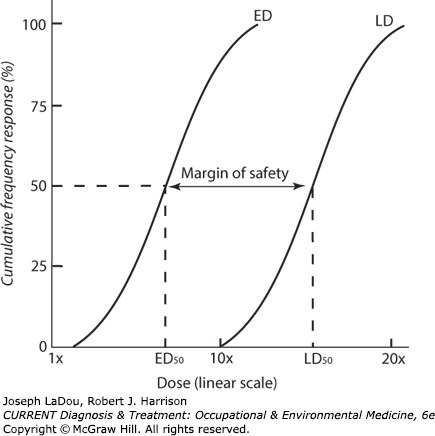 ED
LD
100
75
50
25
0
Cumulative frequency response (%)
Margin of safety
1x
ED50
10x
LD50
20x
Dose (linear scale)
Joseph LaDou, Robert J. Harrison
CURRENT Diagnosis & Treatment: Occupational & Environmental Medicine, 6e
Copyright © McGraw Hill. All rights reserved.